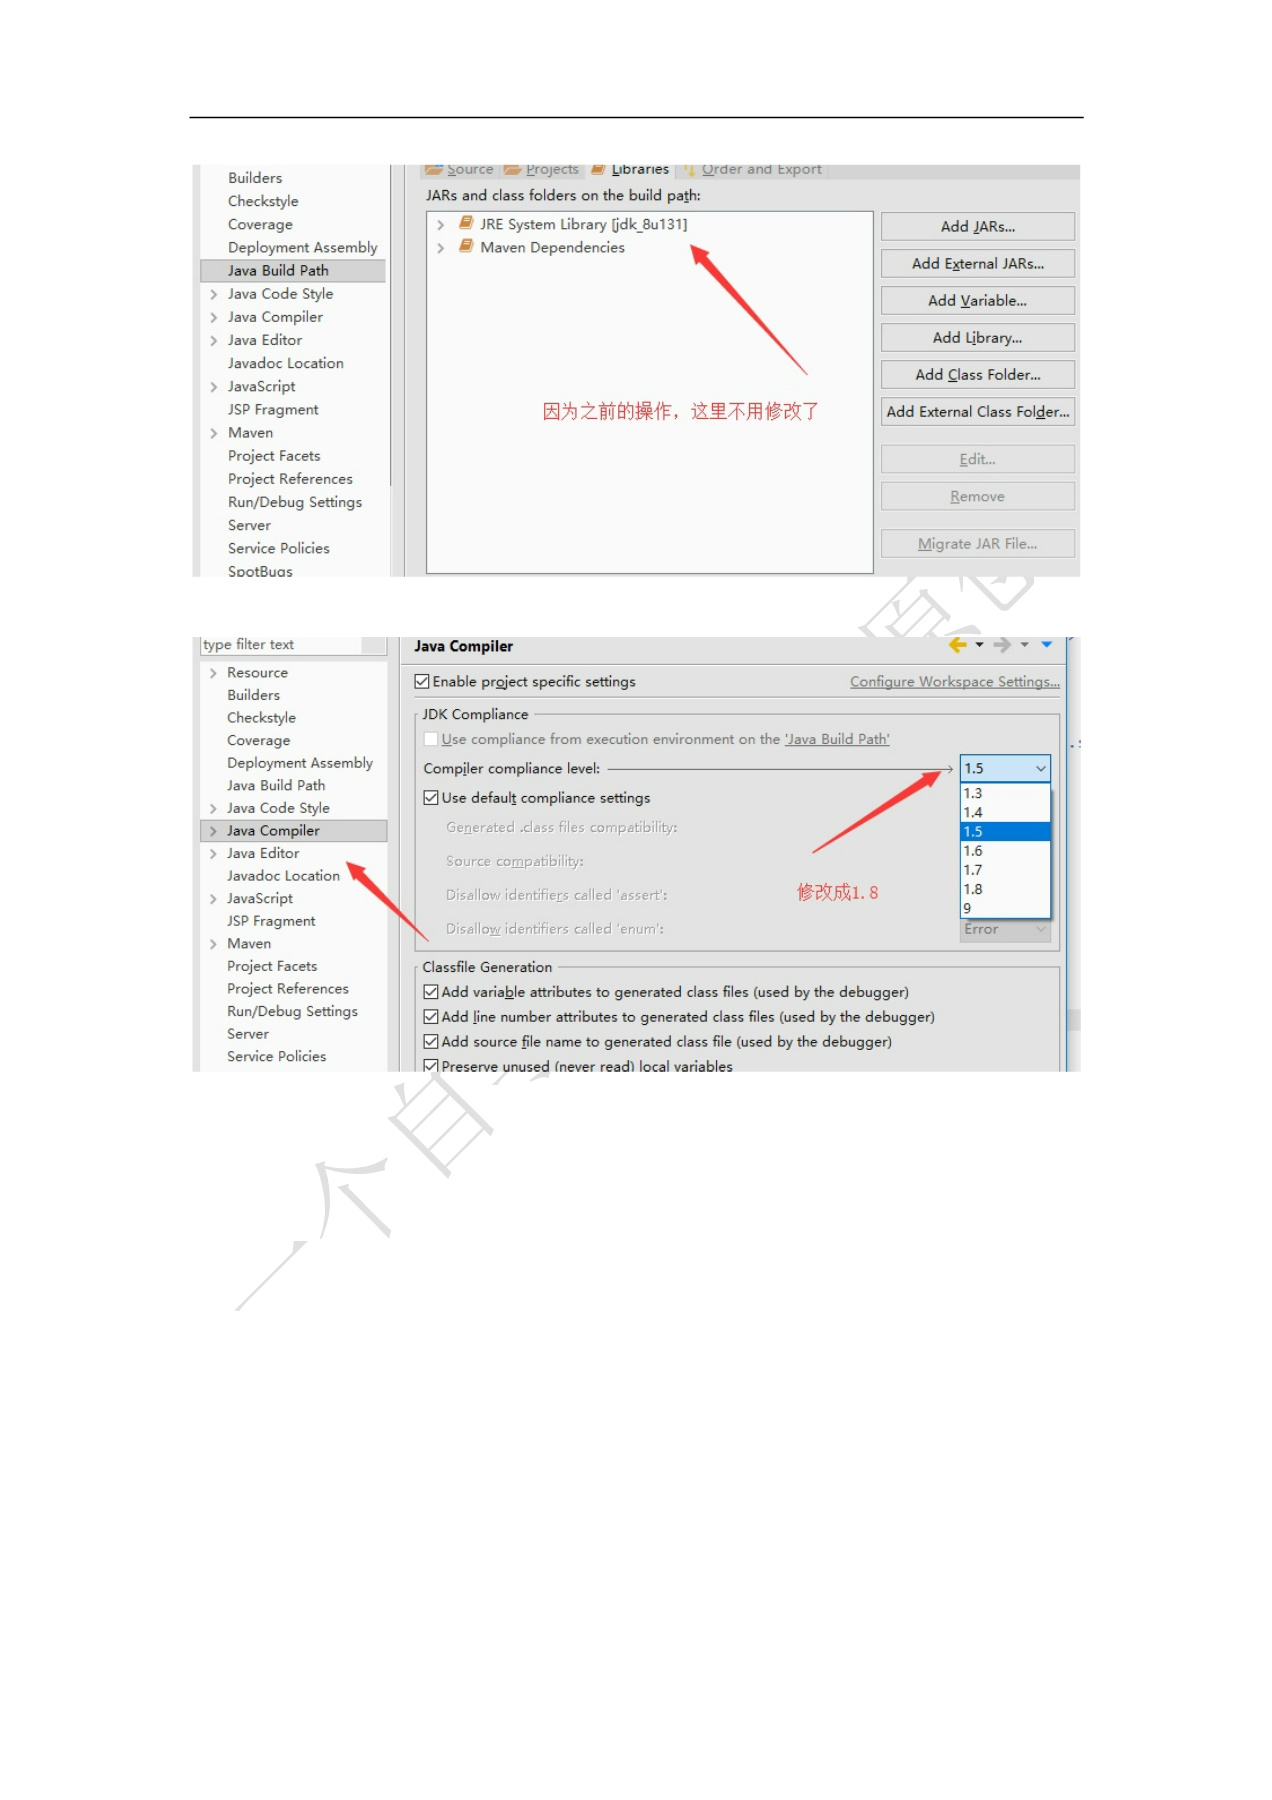 Source Projects Libraries Order and Export
Builders
Checkstyle
Coverage
Deployment Assembly
Java Build Path
Java Code Style
Java Compiler
Java Editor
Javadoc Location
JavaScript
JSP Fragment
Maven
Project Facets
Project References
Run/Debug Settings
Server
Service Policies
SpotBugs
JARs and class folders on the build path:
JRE System Library [jdk_8u131]
Maven Dependencies
因为之前的操作，这里不用修改了
Add JARs...
Add External JARs...
Add Variable...
Add Library...
Add Class Folder...
Add External Class Folder...
Edit...
Remove
Migrate JAR File...
type filter text
Resource
Builders
Checkstyle
Coverage
Deployment Assembly
Java Build Path
Java Code Style
Java Compiler
Java Editor
Javadoc Location
JavaScript
JSP Fragment
Maven
Project Facets
Project References
Run/Debug Settings
Server
Service Policies
Java Compiler
Enable project specific settings
Configure Workspace Settings...
JDK Compliance
Use compliance from execution environment on the 'Java Build Path'
Compiler compliance level:
1.5
1.3
1.4
1.5
1.6
1.7
1.8
9
Use default compliance settings
Generated .class files compatibility:
Source compatibility:
Disallow identifiers called 'assert':
修改成1.8
Disallow identifiers called 'enum':
Error
Classfile Generation
Add variable attributes to generated class files (used by the debugger)
Add line number attributes to generated class files (used by the debugger)
Add source file name to generated class file (used by the debugger)
Preserve unused (never read) local variables
一个自
原创